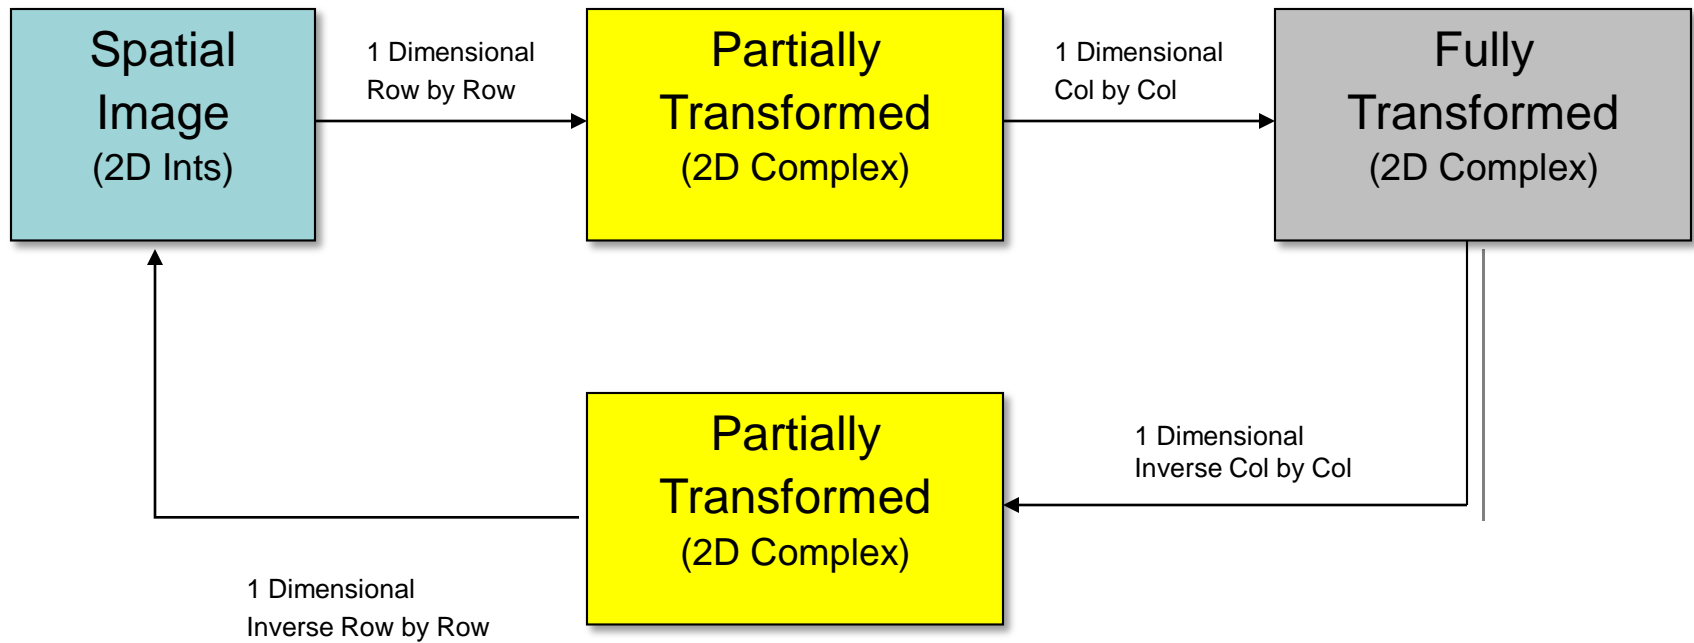 Spatial
Image
(2D Ints)
1 Dimensional
Row by Row
Partially
Transformed
(2D Complex)
1 Dimensional
Col by Col
Fully
Transformed
(2D Complex)
1 Dimensional
Inverse Col by Col
Partially
Transformed
(2D Complex)
1 Dimensional
Inverse Row by Row